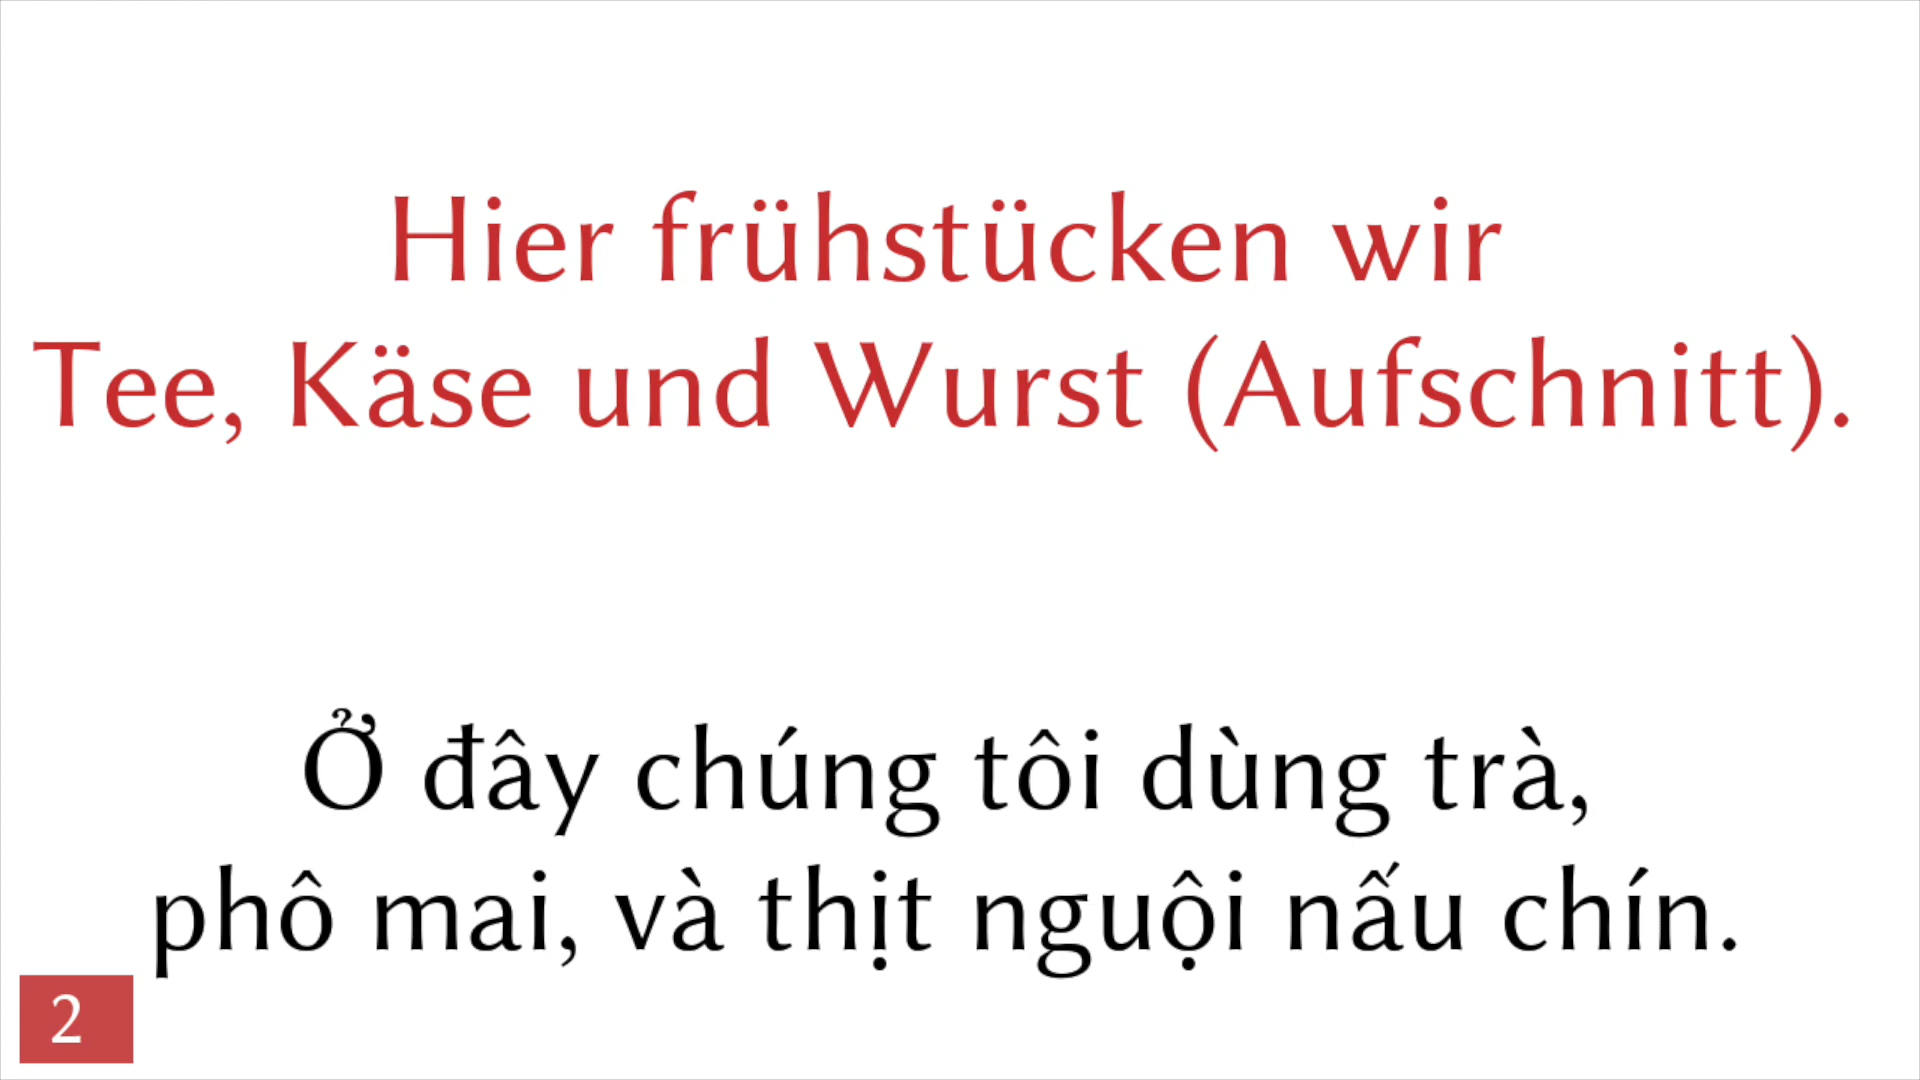 Hier frühstücken wir
Tee, Käse und Wurst (Aufschnitt).
Ở đây chúng tôi dùng trà,
phô mai, và thịt nguội nấu chín.
2